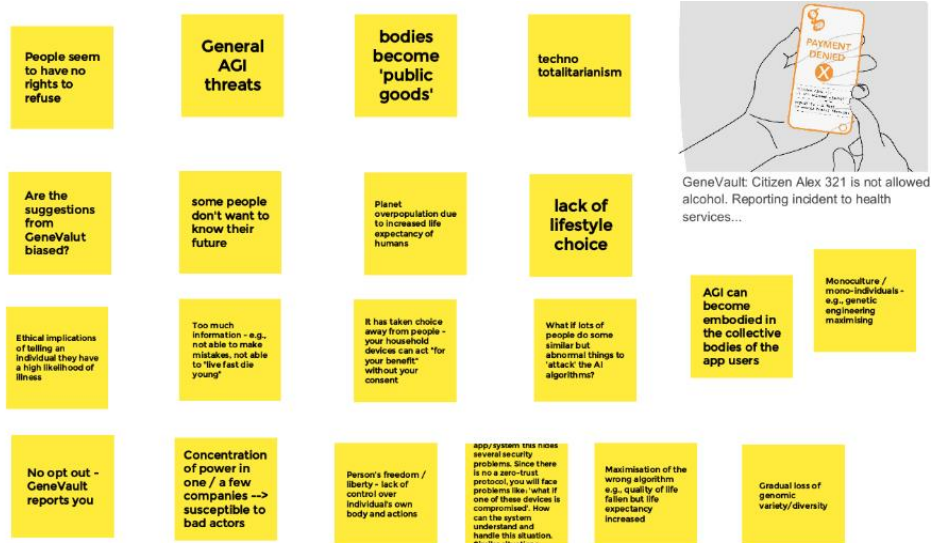 People seem
to have no
rights to
refuse
General
AGI
threats
bodies
become
'public
goods'
techno
totalitarianism
PAYMENT
DENIED
X
GeneVault: Citizen Alex 321 is not allowed
alcohol. Reporting incident to health
services...
Are the
suggestions
from
GeneValut
biased?
some people
don't want to
know their
future
Planet
overpopulation due
to increased life
expectancy of
humans
lack of
lifestyle
choice
AGI can
become
embodied in
the collective
bodies of the
app users
Monoculture /
mono-individuals -
e.g., genetic
engineering
maximising
Ethical implications
of telling an
individual they have
a high likelihood of
illness
Too much
information - e.g.,
not able to make
mistakes, not able
to "live fast die
young"
It has taken choice
away from people -
your household
devices can act "for
your benefit"
without your
consent
What if lots of
people do some
similar but
abnormal things to
'attack' the AI
algorithms?
No opt out -
GeneVault
reports you
Concentration
of power in
one / a few
companies -->
susceptible to
bad actors
Person's freedom /
liberty - lack of
control over
individual's own
body and actions
app/system this hides
several security
problems. Since there
is no a zero-trust
protocol, you will face
problems like: 'what if
one of these devices is
compromised'. How
can the system
understand and
handle this situation.
Maximisation of the
wrong algorithm
e.g., quality of life
fallen but life
expectancy
increased
Gradual loss of
genomic
variety/diversity